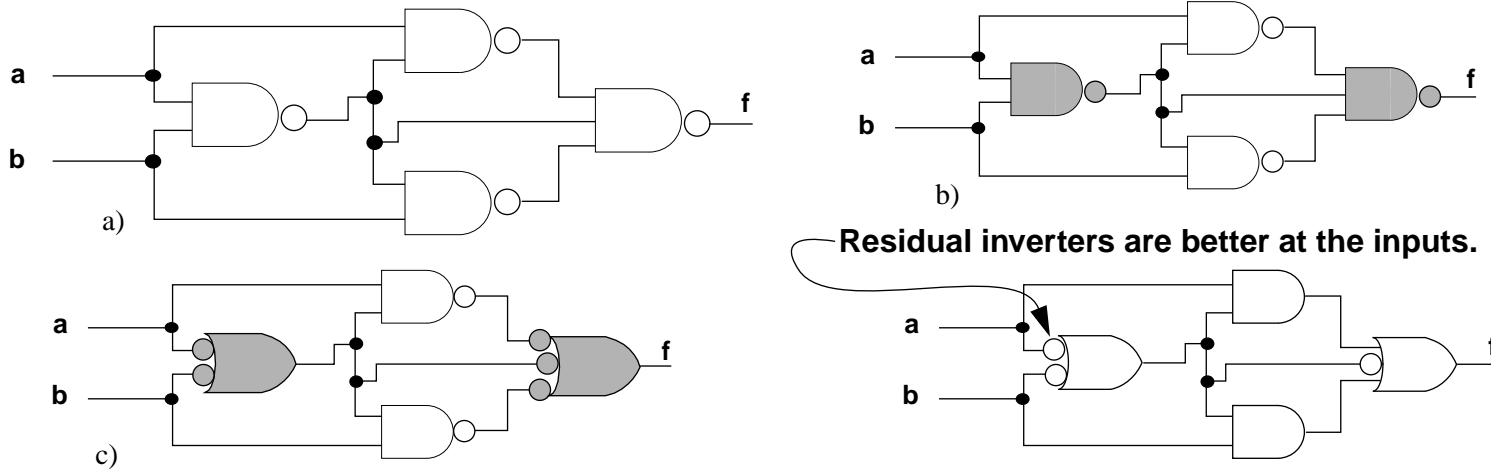 a
b
f
a)
a
b
f
b)
Residual inverters are better at the inputs.
a
b
f
c)
a
b
f